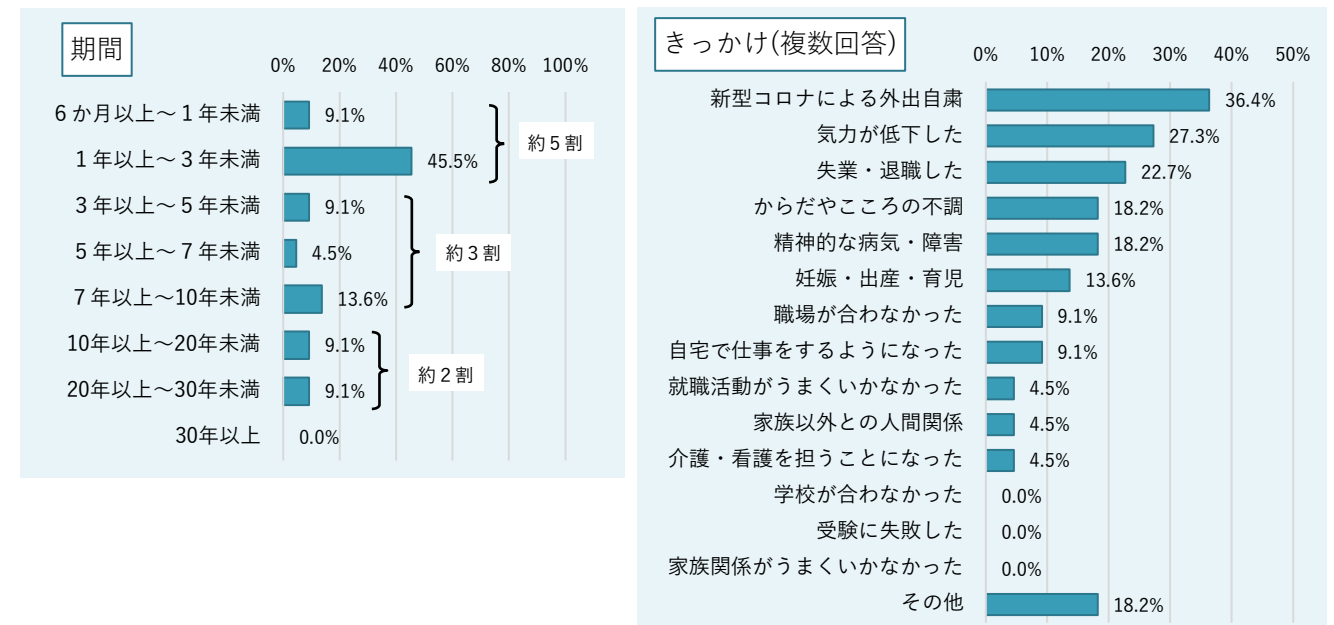 期間
0% 20% 40% 60% 80% 100%
6か月以上～1年未満 9.1%
1年以上～3年未満 45.5%
約5割
3年以上～5年未満 9.1%
5年以上～7年未満 4.5%
7年以上～10年未満 13.6%
約3割
10年以上～20年未満 9.1%
20年以上～30年未満 9.1%
約2割
30年以上 0.0%
きっかけ(複数回答)
0% 10% 20% 30% 40% 50%
新型コロナによる外出自粛 36.4%
気力が低下した 27.3%
失業・退職した 22.7%
からだやこころの不調 18.2%
精神的な病気・障害 18.2%
妊娠・出産・育児 13.6%
職場が合わなかった 9.1%
自宅で仕事をするようになった 9.1%
就職活動がうまくいかなかった 4.5%
家族以外との人間関係 4.5%
介護・看護を担うことになった 4.5%
学校が合わなかった 0.0%
受験に失敗した 0.0%
家族関係がうまくいかなかった 0.0%
その他 18.2%